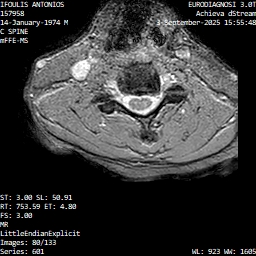 IFOULIS ANTONIOS
157958
14-January-1974 M
C SPINE
mFFE-MS
EURODIAGNOSI 3.0T
Achieva dStream
3-September-2025 15:55:48
ST: 3.00 SL: 50.91
RT: 753.59 ET: 4.80
FS: 3.00
MR
LittleEndianExplicit
Images: 80/133
Series: 601
WL: 923 WW: 1605